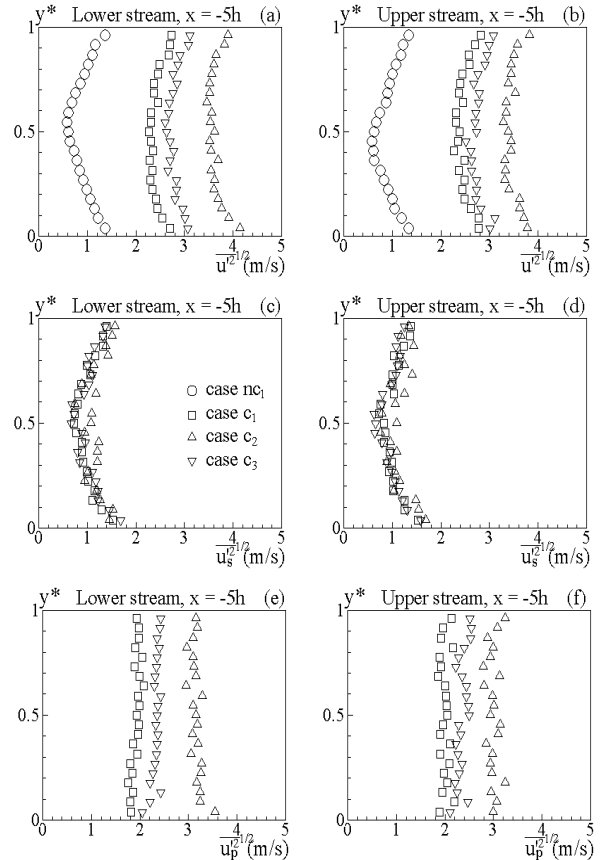 y* Lower stream, x = -5h (a)
1
0.5
0
0 1 2 3 4 5
u'²^1/2 (m/s)
y* Upper stream, x = -5h (b)
1
0.5
0
0 1 2 3 4 5
u'²^1/2 (m/s)
y* Lower stream, x = -5h (c)
1
0.5
0
case nc₁
case c₁
case c₂
case c₃
0 1 2 3 4 5
u'ₛ²^1/2 (m/s)
y* Upper stream, x = -5h (d)
1
0.5
0
0 1 2 3 4 5
u'ₛ²^1/2 (m/s)
y* Lower stream, x = -5h (e)
1
0.5
0
0 1 2 3 4 5
u'ₚ²^1/2 (m/s)
y* Upper stream, x = -5h (f)
1
0.5
0
0 1 2 3 4 5
u'ₚ²^1/2 (m/s)